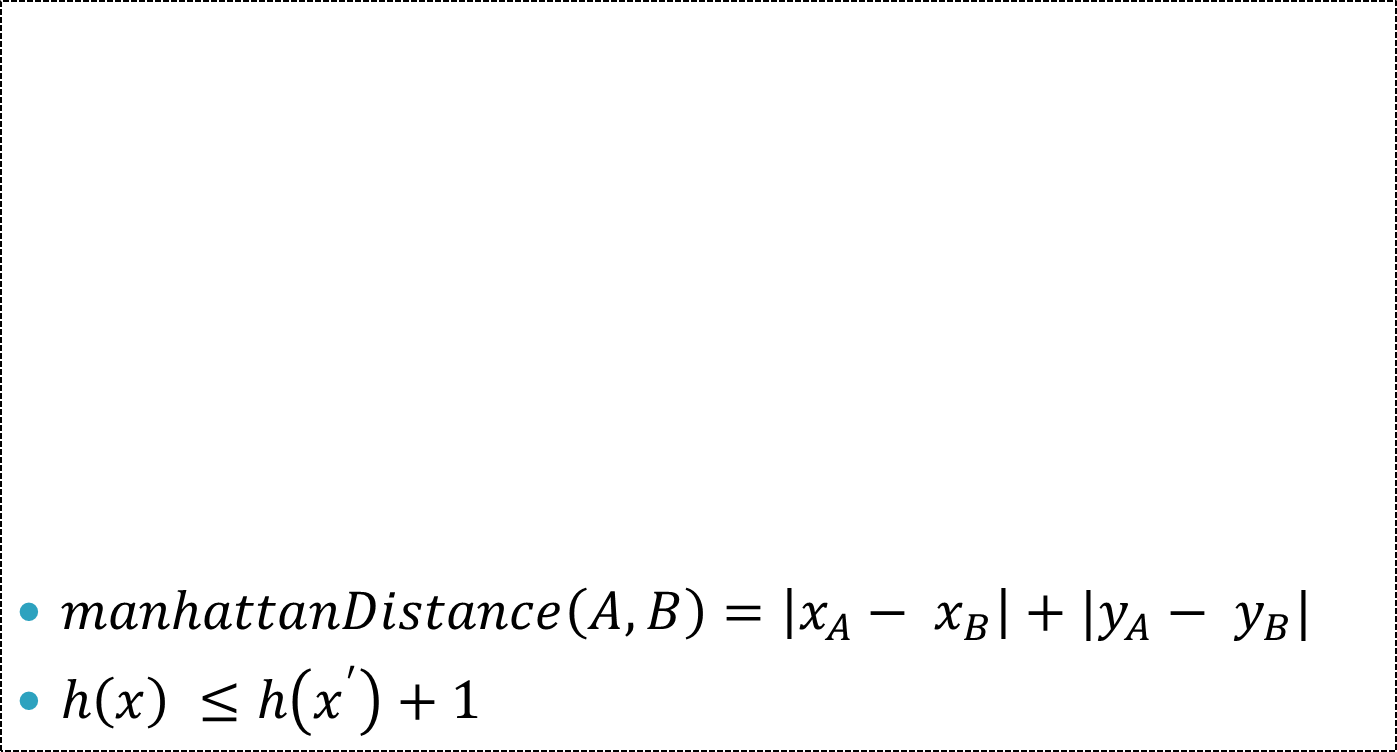 • manhattanDistance(A, B) = |x_A − x_B| + |y_A − y_B|
• h(x) ≤ h(x′) + 1